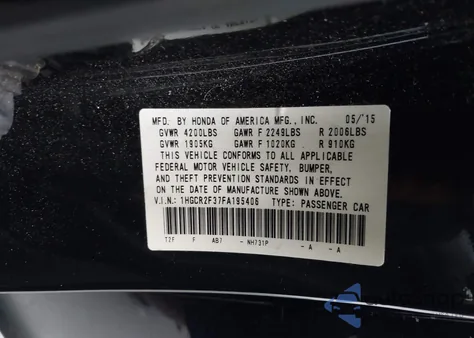 MFD. BY HONDA OF AMERICA MFG., INC. 05/'15
GVWR 4200LBS GAWR F 2249LBS R 2006LBS
GVWR 1905KG GAWR F 1020KG R 910KG
THIS VEHICLE CONFORMS TO ALL APPLICABLE
FEDERAL MOTOR VEHICLE SAFETY, BUMPER,
AND THEFT PREVENTION STANDARDS IN EFFECT
ON THE DATE OF MANUFACTURE SHOWN ABOVE.
V.I.N.: 1HGCR2F37FA195406 TYPE: PASSENGER CAR
T2F F AB7 - NH731P - A - A